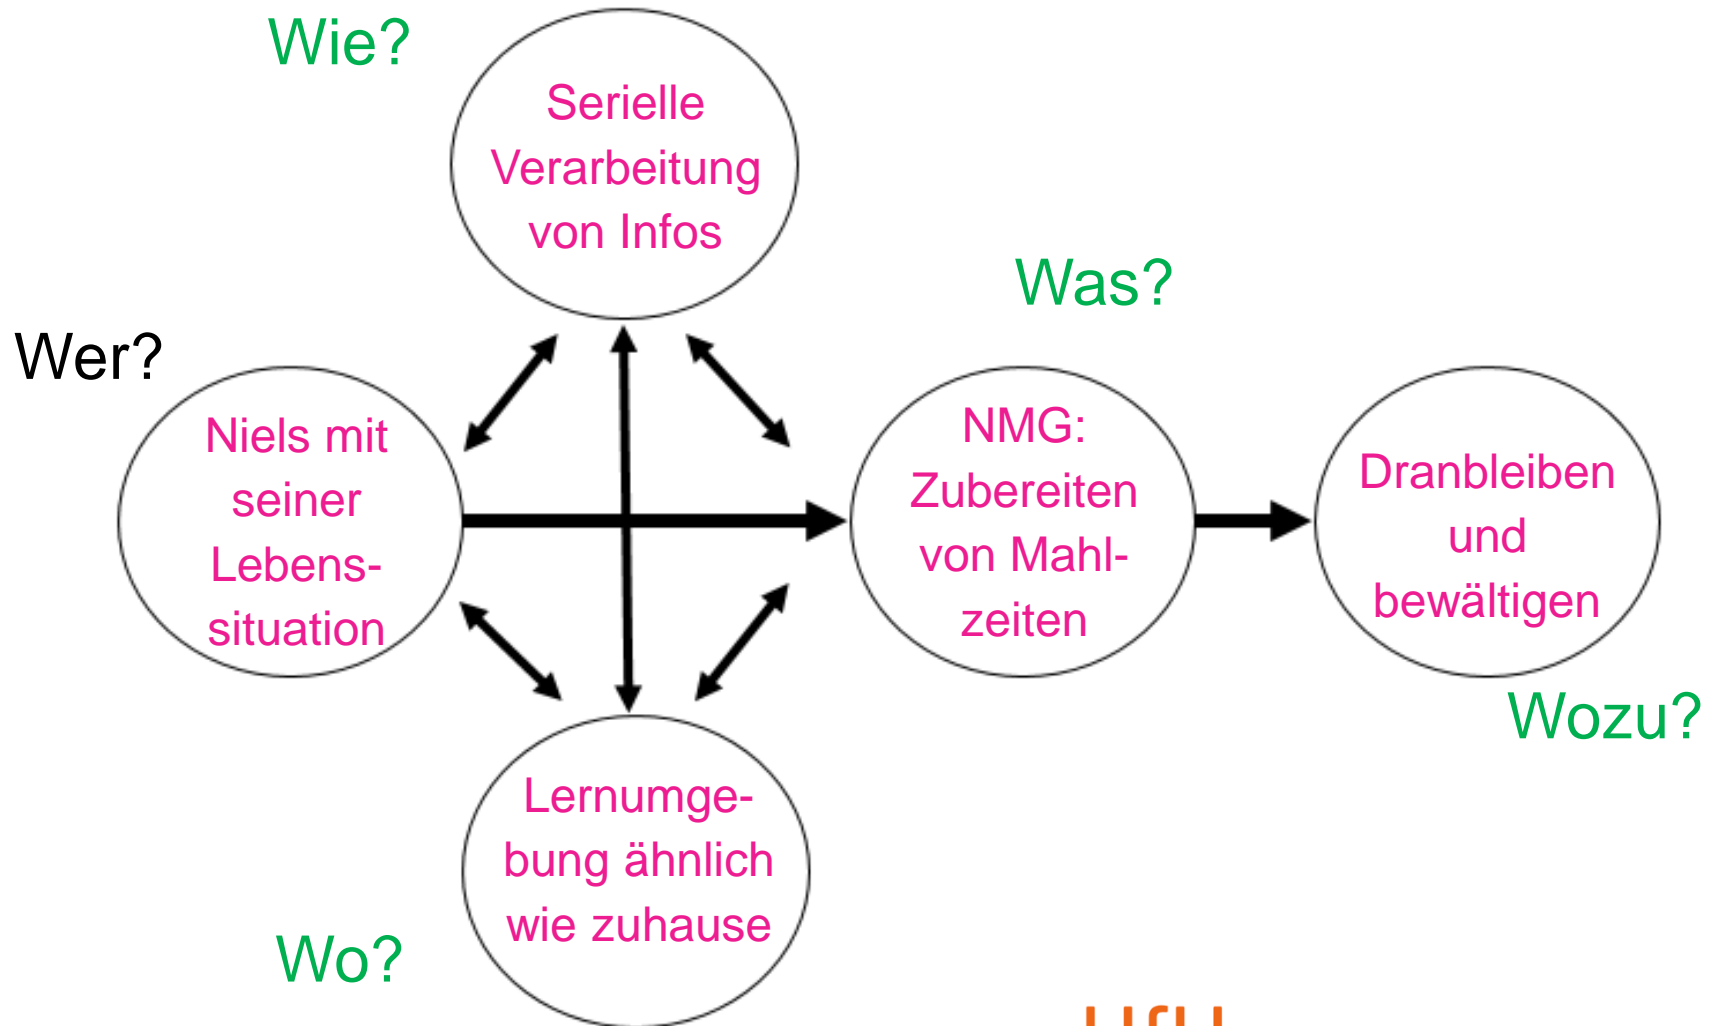 Wie?
Serielle
Verarbeitung
von Infos
Was?
Wer?
Niels mit
seiner
Lebens-
situation
NMG:
Zubereiten
von Mahl-
zeiten
Dranbleiben
und
bewältigen
Wozu?
Lernumge-
bung ähnlich
wie zuhause
Wo?